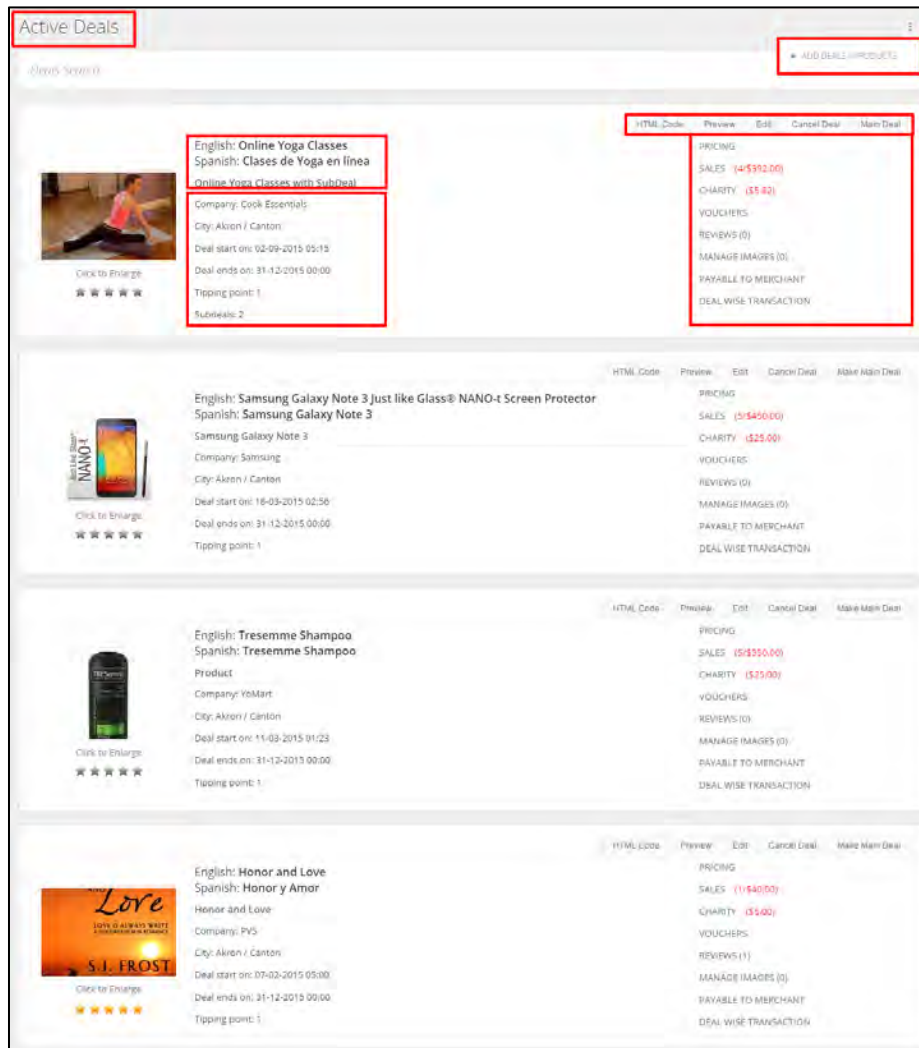 Active Deals
ADD DEALS / PRODUCTS
Deals Search
HTML Code Preview Edit Cancel Deal Main Deal
English: Online Yoga Classes
Spanish: Clases de Yoga en línea
Online Yoga Classes with SubDeal
Company: Cook Essentials
City: Akron / Canton
Deal start on: 02-09-2015 05:15
Deal ends on: 31-12-2015 00:00
Tipping point: 1
Subdeals: 2
Click to Enlarge
PRICING
SALES (4/$392.00)
CHARITY
VOUCHERS
REVIEWS (0)
MANAGE IMAGES (0)
PAYABLE TO MERCHANT
DEAL WISE TRANSACTION
HTML Code Preview Edit Cancel Deal Make Main Deal
English: Samsung Galaxy Note 3 Just like Glass® NANO-t Screen Protector
Spanish: Samsung Galaxy Note 3
Samsung Galaxy Note 3
Company: Samsung
City: Akron / Canton
Deal start on: 16-03-2015 02:56
Deal ends on: 31-12-2015 00:00
Tipping point: 1
Just Like Glass
NANO-t
Click to Enlarge
PRICING
SALES (5/$450.00)
CHARITY ($25.00)
VOUCHERS
REVIEWS (0)
MANAGE IMAGES (0)
PAYABLE TO MERCHANT
DEAL WISE TRANSACTION
HTML Code Preview Edit Cancel Deal Make Main Deal
English: Tresemme Shampoo
Spanish: Tresemme Shampoo
Product
Company: YoMart
City: Akron / Canton
Deal start on: 11-03-2015 01:23
Deal ends on: 31-12-2015 00:00
Tipping point: 1
Click to Enlarge
PRICING
SALES (5/$350.00)
CHARITY ($25.00)
VOUCHERS
REVIEWS (0)
MANAGE IMAGES (0)
PAYABLE TO MERCHANT
DEAL WISE TRANSACTION
HTML Code Preview Edit Cancel Deal Make Main Deal
English: Honor and Love
Spanish: Honor y Amor
Honor and Love
Company: PVS
City: Akron / Canton
Deal start on: 07-02-2015 05:00
Deal ends on: 31-12-2015 00:00
Tipping point: 1
Love
LOVE IS ALWAYS WRITE
S.J. FROST
Click to Enlarge
PRICING
SALES (1/$40.00)
CHARITY ($5.00)
VOUCHERS
REVIEWS (1)
MANAGE IMAGES (0)
PAYABLE TO MERCHANT
DEAL WISE TRANSACTION